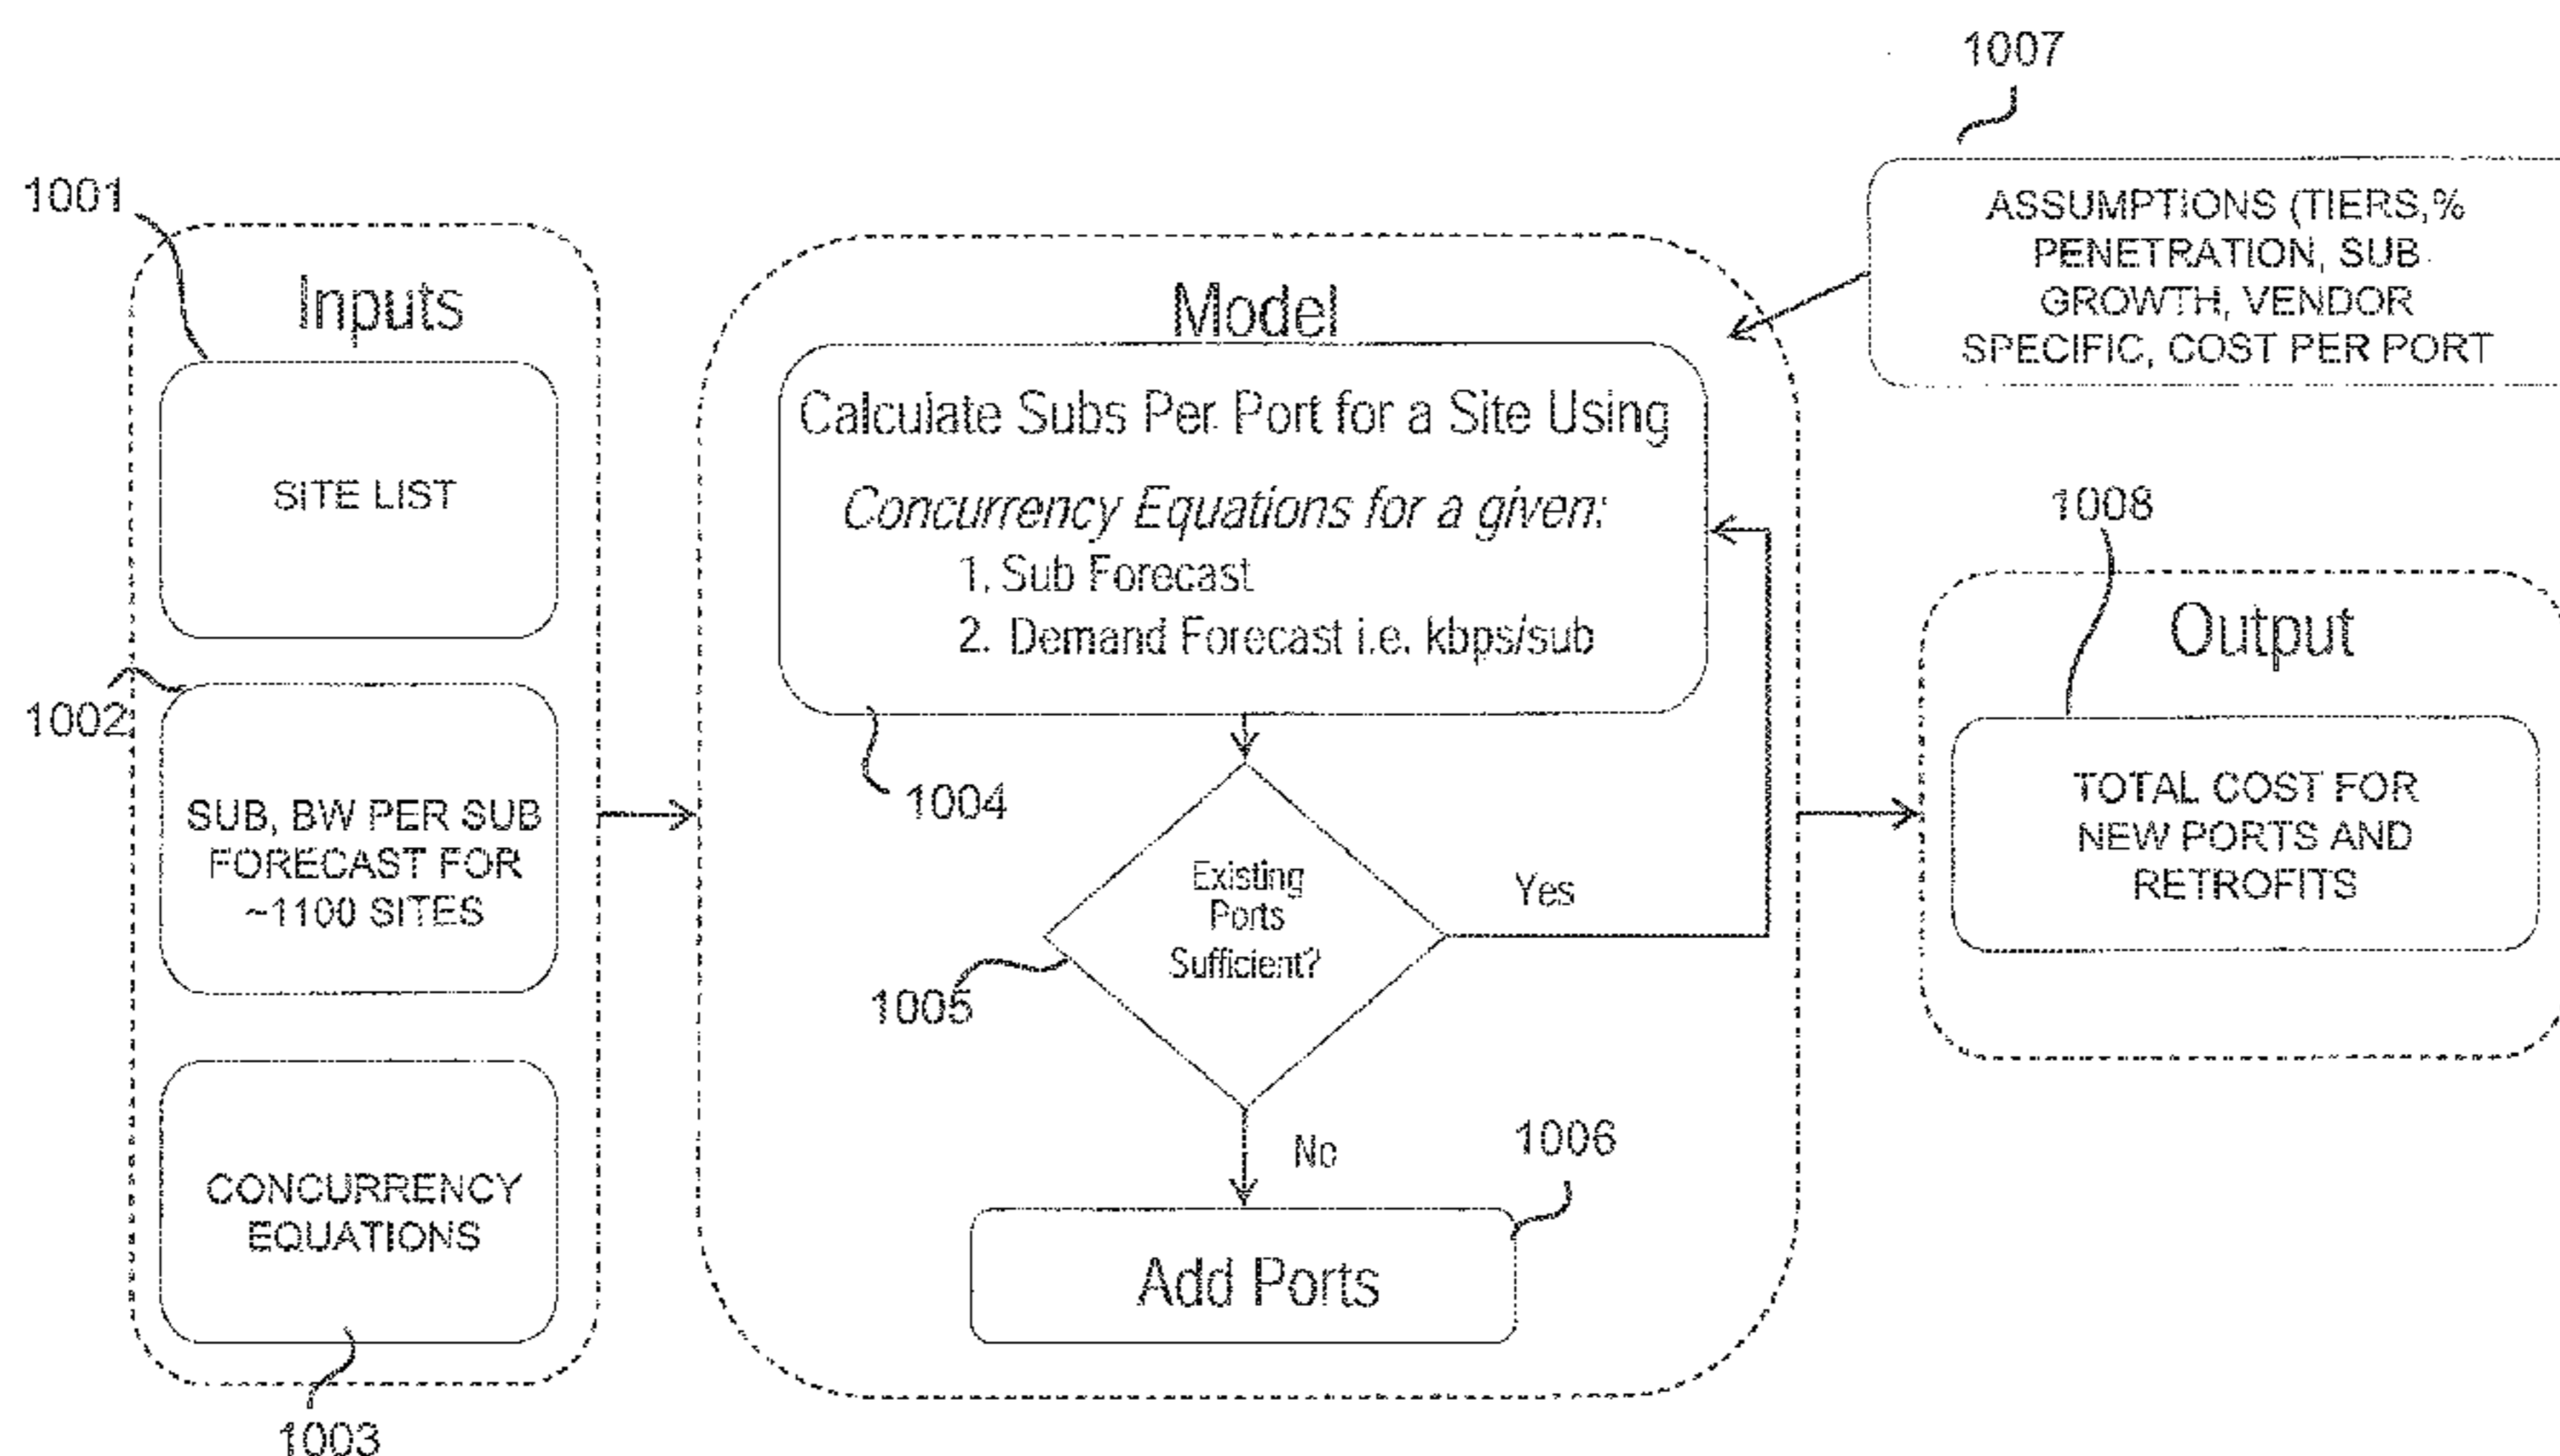 1001
Inputs
SITE LIST
1002
SUB, BW PER SUB
FORECAST FOR
~1100 SITES
CONCURRENCY
EQUATIONS
1003
Model
Calculate Subs Per Port for a Site Using
Concurrency Equations for a given:
1. Sub Forecast
2. Demand Forecast i.e. kbps/sub
1004
Existing
Ports
Sufficient?
Yes
1005
No
1006
Add Ports
1007
ASSUMPTIONS (TIERS,%
PENETRATION, SUB
GROWTH, VENDOR
SPECIFIC, COST PER PORT
1008
Output
TOTAL COST FOR
NEW PORTS AND
RETROFITS